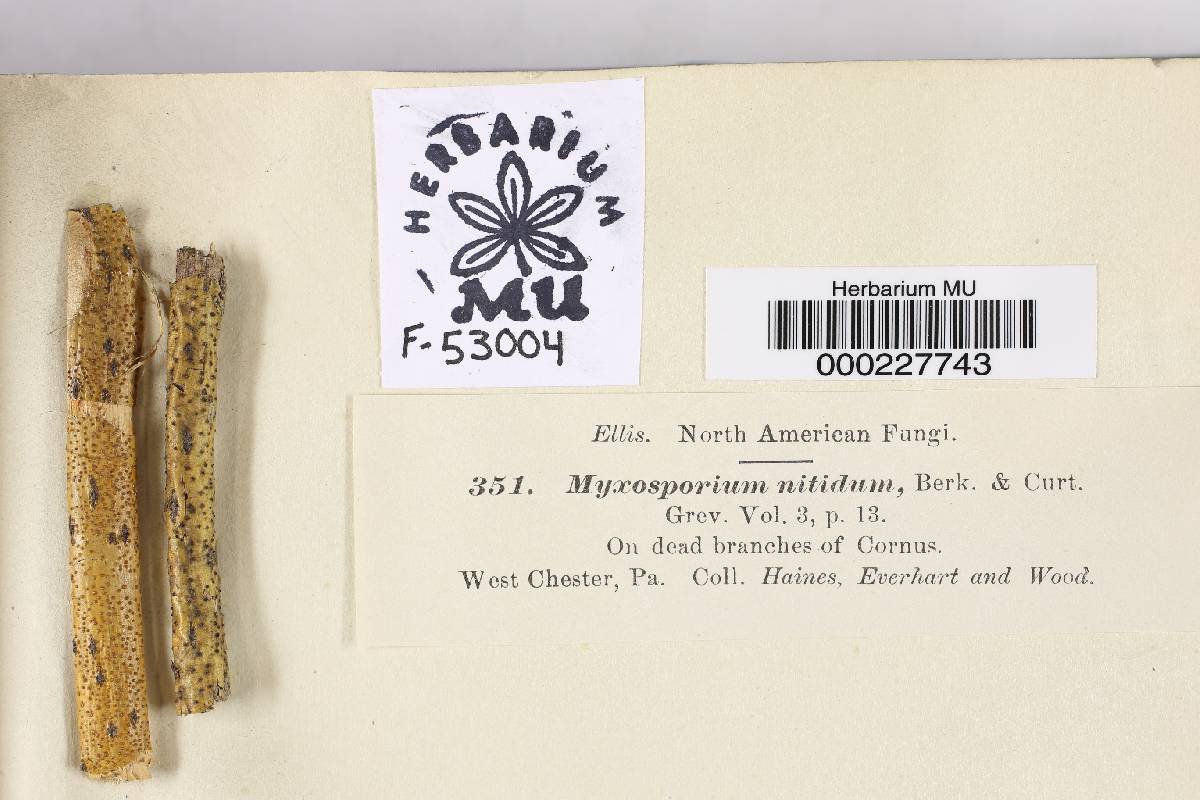 HERBARIUM
MU
F-53004
Herbarium MU
000227743
Ellis. North American Fungi.
351. Myxosporium nitidum, Berk. & Curt.
Grev. Vol. 3, p. 13.
On dead branches of Cornus.
West Chester, Pa. Coll. Haines, Everhart and Wood.